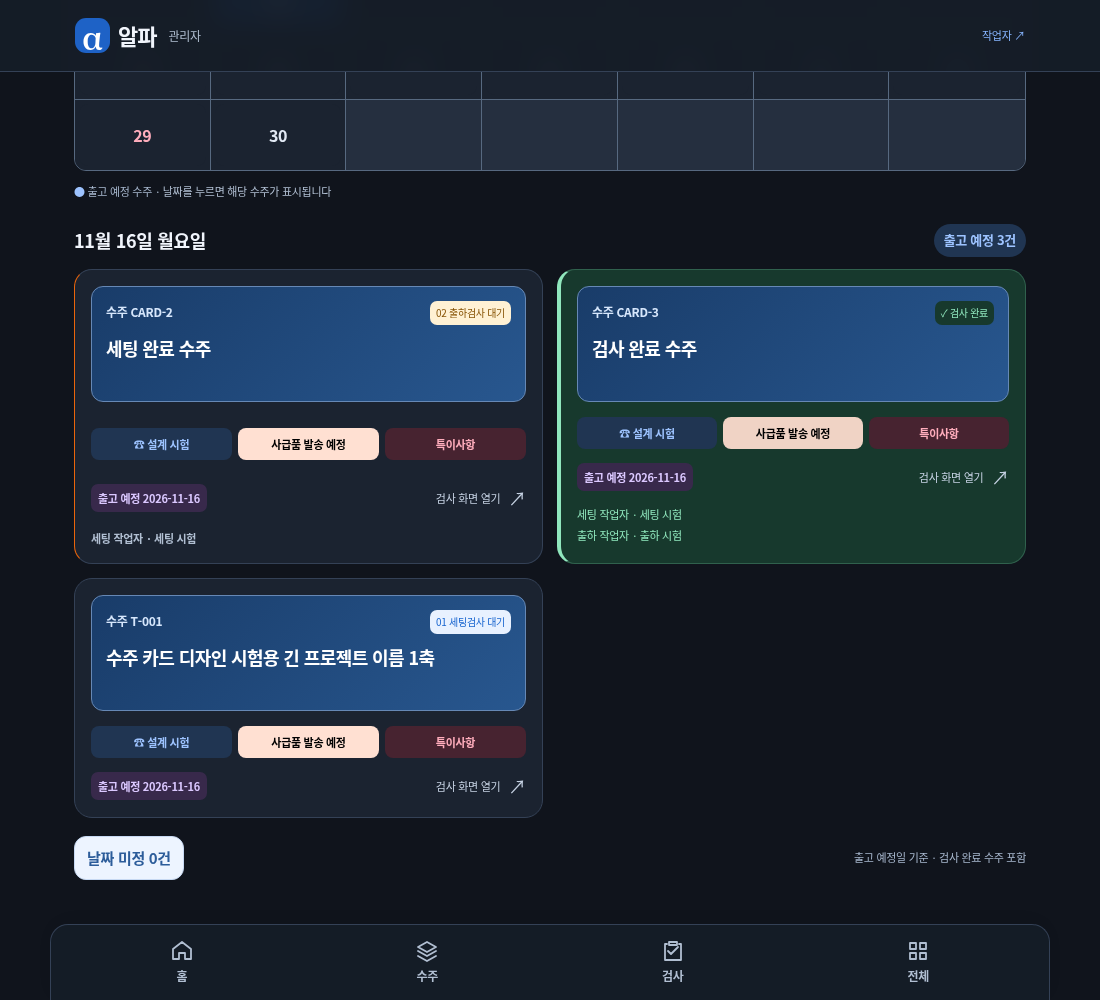 α 알파 관리자 작업자 ↗
29 30
출고 예정 수주 · 날짜를 누르면 해당 수주가 표시됩니다
11월 16일 월요일 출고 예정 3건
수주 CARD-2 02 출하검사 대기
세팅 완료 수주
☎ 설계 시험 사급품 발송 예정 특이사항
출고 예정 2026-11-16 검사 화면 열기 ↗
세팅 작업자 · 세팅 시험
수주 CARD-3 ✓ 검사 완료
검사 완료 수주
☎ 설계 시험 사급품 발송 예정 특이사항
출고 예정 2026-11-16 검사 화면 열기 ↗
세팅 작업자 · 세팅 시험
출하 작업자 · 출하 시험
수주 T-001 01 세팅검사 대기
수주 카드 디자인 시험용 긴 프로젝트 이름 1축
☎ 설계 시험 사급품 발송 예정 특이사항
출고 예정 2026-11-16 검사 화면 열기 ↗
날짜 미정 0건 출고 예정일 기준 · 검사 완료 수주 포함
홈 수주 검사 전체